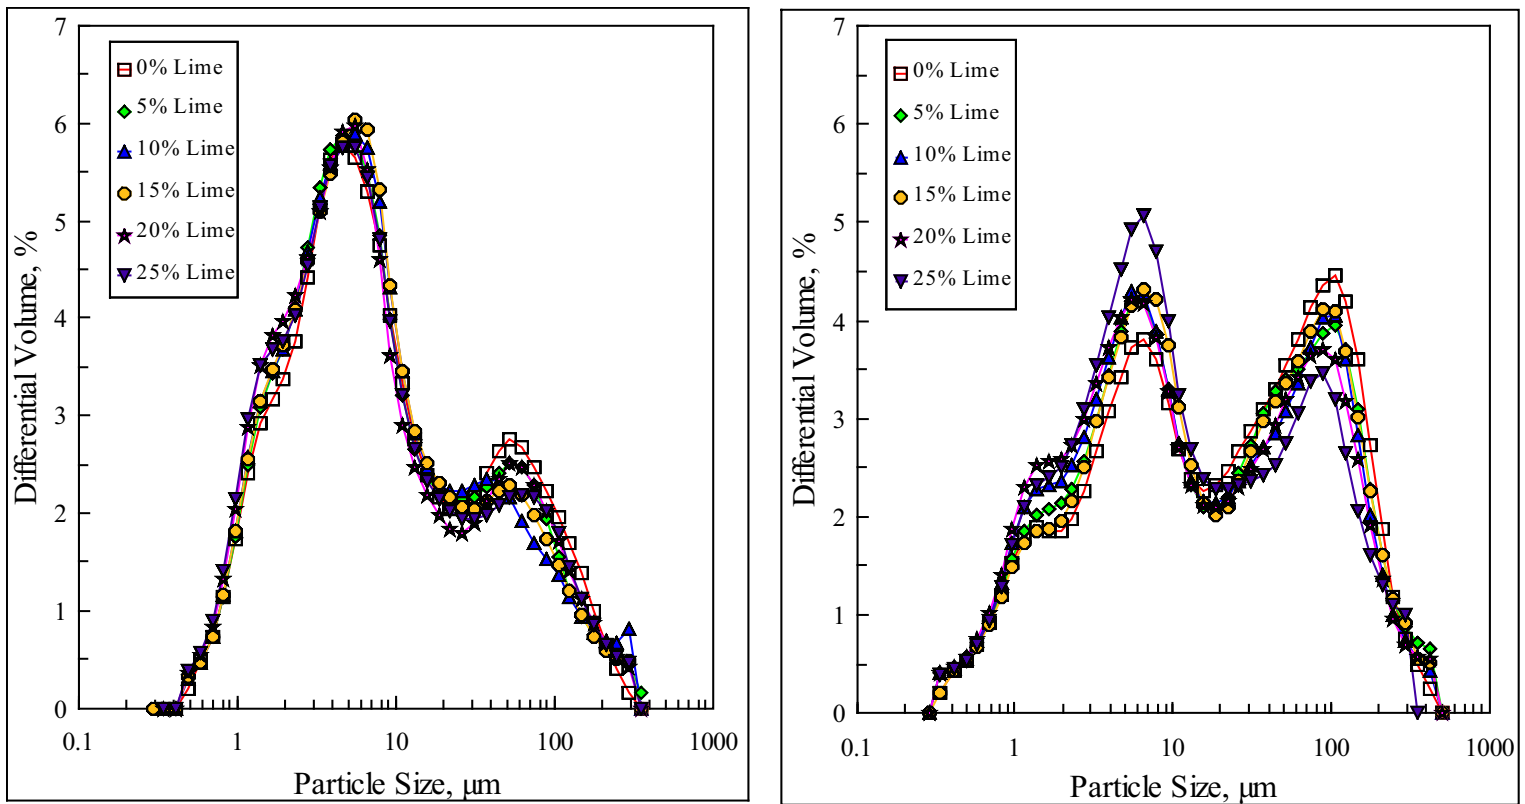 7
6
5
4
3
2
1
0
0.1
1
10
100
1000
Differential Volume, %
Particle Size, μm
0% Lime
5% Lime
10% Lime
15% Lime
20% Lime
25% Lime
7
6
5
4
3
2
1
0
0.1
1
10
100
1000
Differential Volume, %
Particle Size, μm
0% Lime
5% Lime
10% Lime
15% Lime
20% Lime
25% Lime